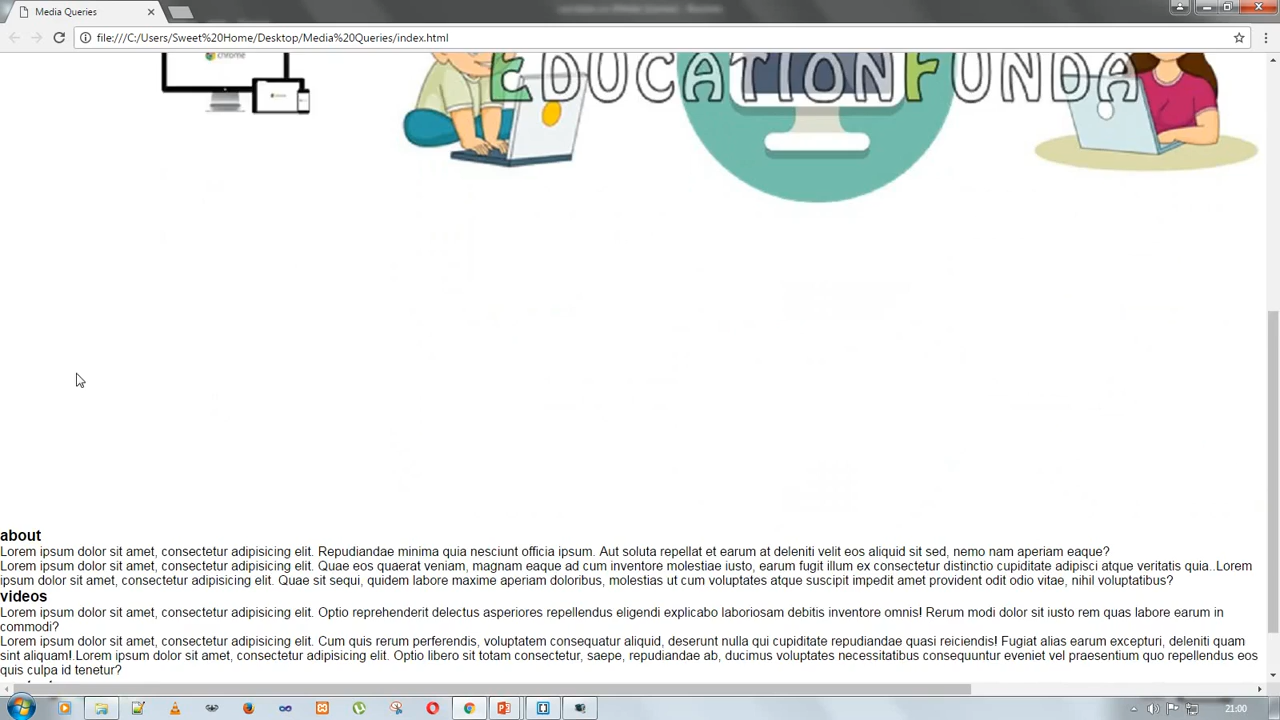 Media Queries
file:///C:/Users/Sweet%20Home/Desktop/Media%20Queries/index.html
chrome
EDUCATIONFUNDA
about
Lorem ipsum dolor sit amet, consectetur adipisicing elit. Repudiandae minima quia nesciunt officia ipsum. Aut soluta repellat et earum at deleniti velit eos aliquid sit sed, nemo nam aperiam eaque?
Lorem ipsum dolor sit amet, consectetur adipisicing elit. Quae eos quaerat veniam, magnam eaque ad cum inventore molestiae iusto, earum fugit illum ex consectetur distinctio cupiditate adipisci atque veritatis quia..Lorem
ipsum dolor sit amet, consectetur adipisicing elit. Quae sit sequi, quidem labore maxime aperiam doloribus, molestias ut cum voluptates atque suscipit impedit amet provident odit odio vitae, nihil voluptatibus?
videos
Lorem ipsum dolor sit amet, consectetur adipisicing elit. Optio reprehenderit delectus asperiores repellendus eligendi explicabo laboriosam debitis inventore omnis! Rerum modi dolor sit iusto rem quas labore earum in
commodi?
Lorem ipsum dolor sit amet, consectetur adipisicing elit. Cum quis rerum perferendis, voluptatem consequatur aliquid, deserunt nulla qui cupiditate repudiandae quasi reiciendis! Fugiat alias earum excepturi, deleniti quam
sint aliquam!.Lorem ipsum dolor sit amet, consectetur adipisicing elit. Optio libero sit totam consectetur, saepe, repudiandae ab, ducimus voluptates necessitatibus consequuntur eveniet vel praesentium quo repellendus eos
quis culpa id tenetur?
21:00